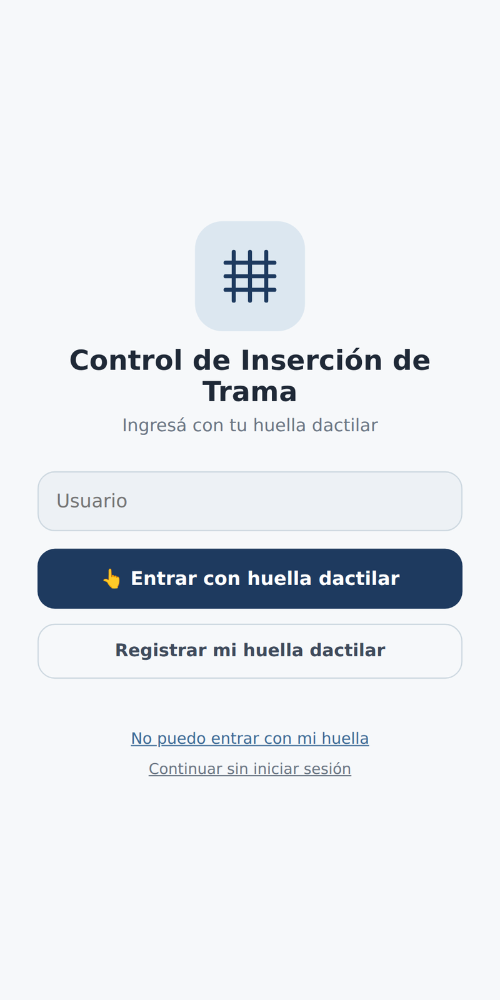 Control de Inserción de
Trama
Ingresá con tu huella dactilar
Usuario
👆 Entrar con huella dactilar
Registrar mi huella dactilar
No puedo entrar con mi huella
Continuar sin iniciar sesión